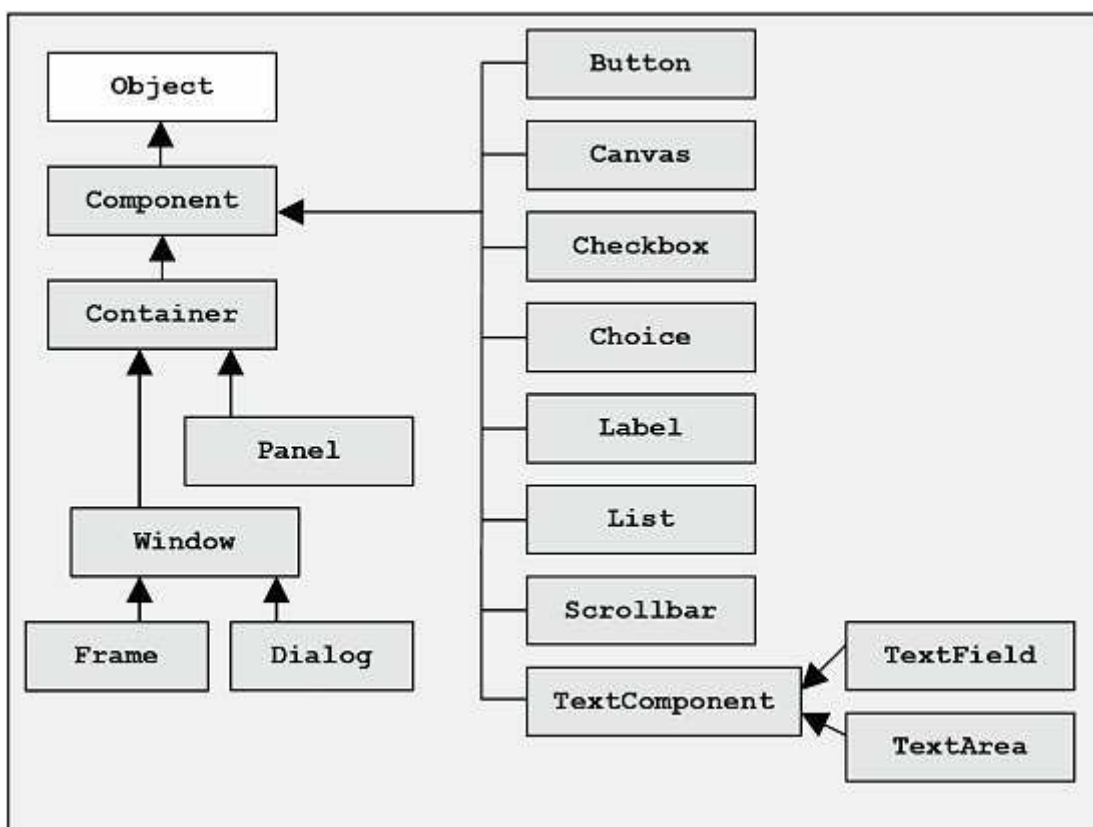 Object
Component
Container
Panel
Window
Frame
Dialog
Button
Canvas
Checkbox
Choice
Label
List
Scrollbar
TextComponent
TextField
TextArea